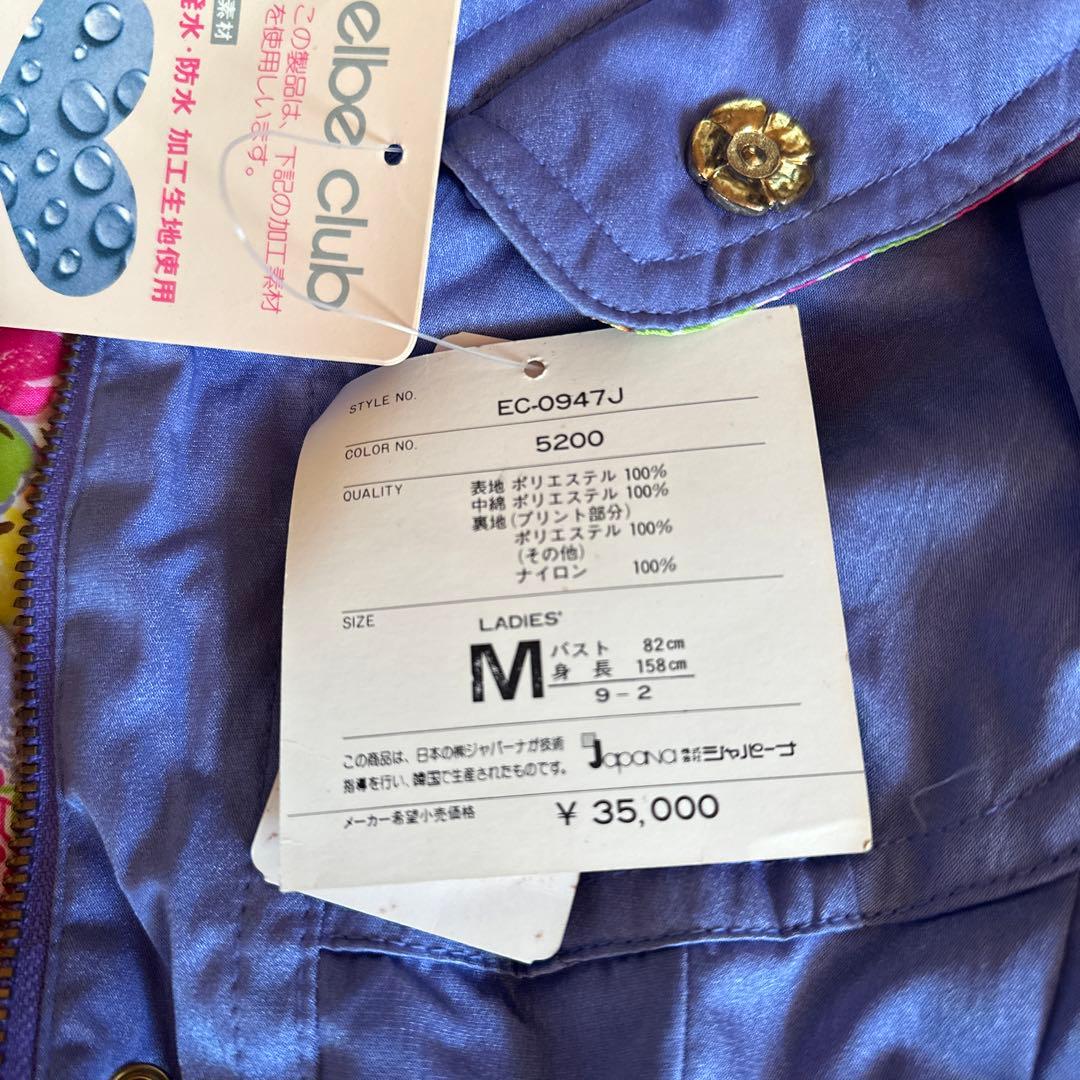 elbe club
この製品は、下記の加工素材
を使用しています。
素材
撥水・防水 加工生地使用
STYLE NO. EC-0947J
COLOR NO. 5200
QUALITY 表地 ポリエステル 100%
中綿 ポリエステル 100%
裏地(プリント部分)
ポリエステル 100%
(その他)
ナイロン 100%
SIZE LADIES'
M バスト 82cm
身長 158cm
9-2
この商品は、日本の㈱ジャパーナが技術
指導を行い、韓国で生産されたものです。
Japana 株式会社ジャパーナ
メーカー希望小売価格 ¥ 35,000